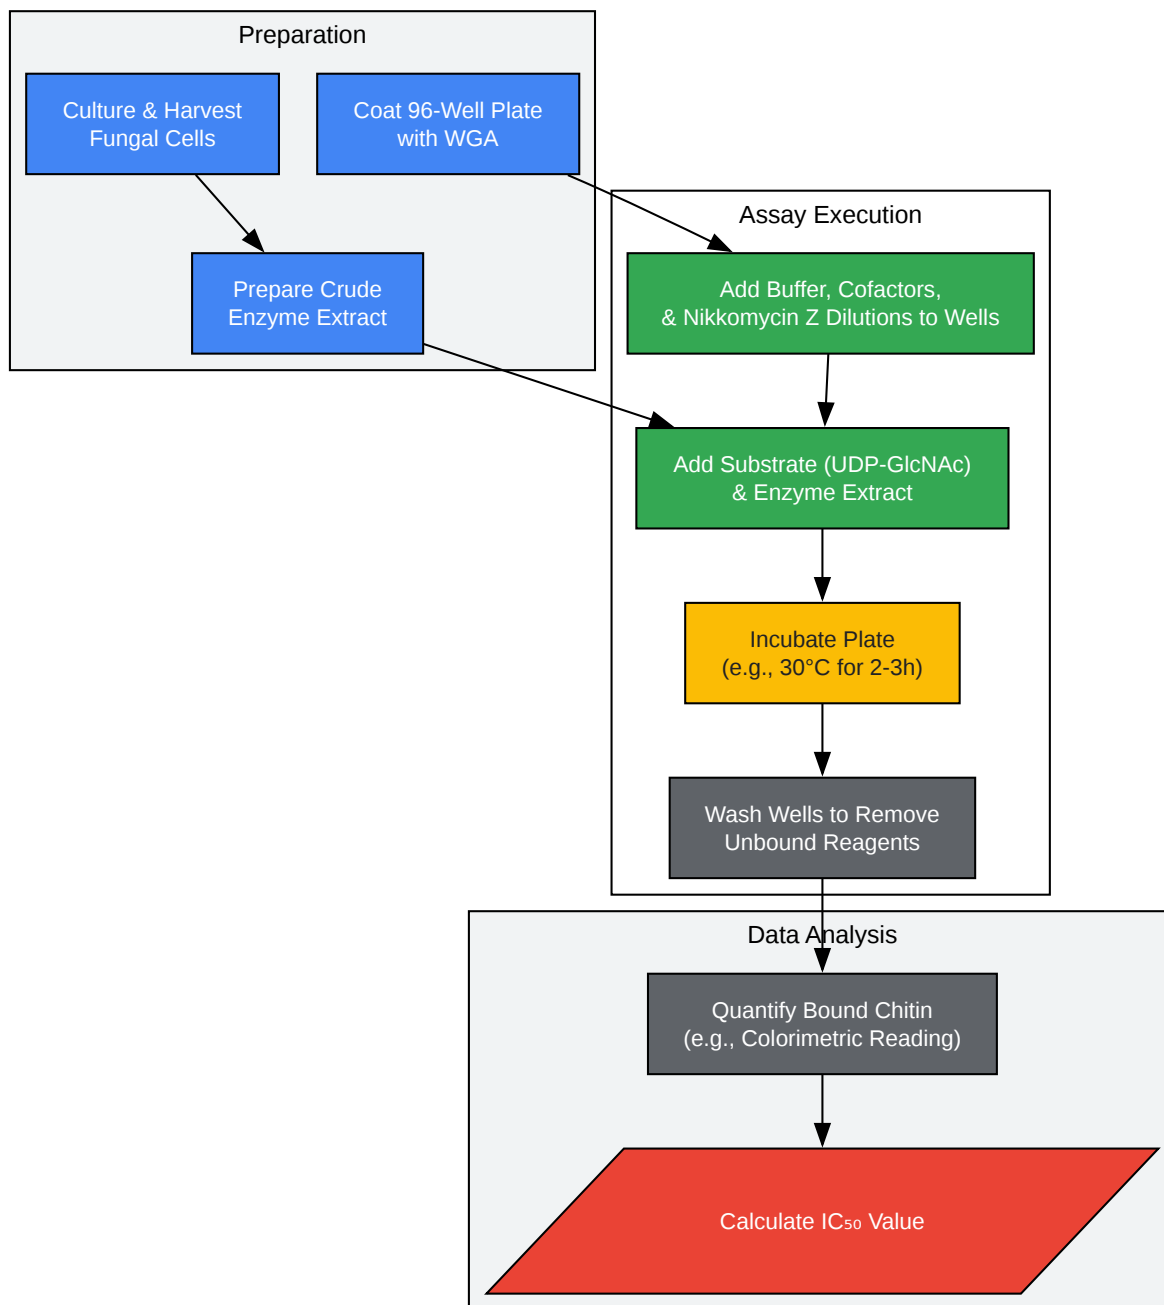 Preparation
Culture & Harvest
Fungal Cells
Coat 96-Well Plate
with WGA
Prepare Crude
Enzyme Extract
Assay Execution
Add Buffer, Cofactors,
& Nikkomycin Z Dilutions to Wells
Add Substrate (UDP-GlcNAc)
& Enzyme Extract
Incubate Plate
(e.g., 30°C for 2-3h)
Wash Wells to Remove
Unbound Reagents
Data Analysis
Quantify Bound Chitin
(e.g., Colorimetric Reading)
Calculate IC₅₀ Value